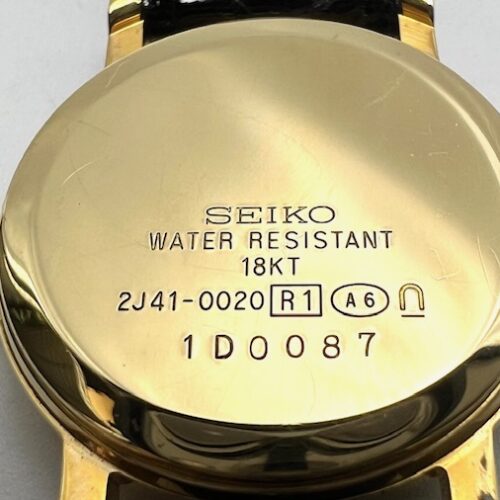 SEIKO
WATER RESISTANT
18KT
2J41-0020 R1 A6
1D0087